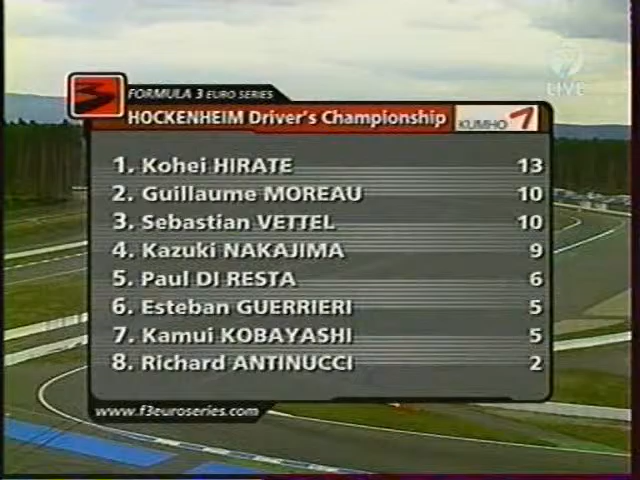 LIVE
FORMULA 3 EURO SERIES
HOCKENHEIM Driver's Championship KUMHO
1. Kohei HIRATE 13
2. Guillaume MOREAU 10
3. Sebastian VETTEL 10
4. Kazuki NAKAJIMA 9
5. Paul DI RESTA 6
6. Esteban GUERRIERI 5
7. Kamui KOBAYASHI 5
8. Richard ANTINUCCI 2
www.f3euroseries.com